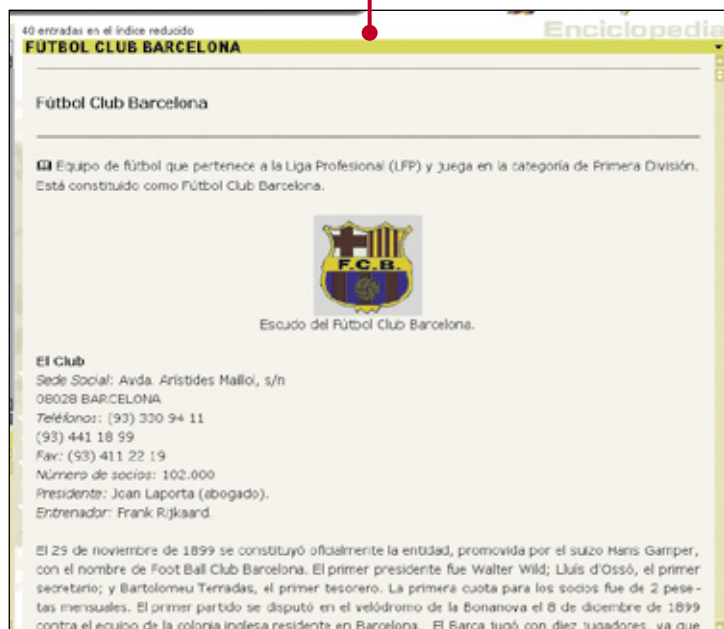 Enciclopedia
40 entradas en el índice reducido
FÚTBOL CLUB BARCELONA
Fútbol Club Barcelona
Equipo de fútbol que pertenece a la Liga Profesional (LFP) y juega en la categoría de Primera División.
Está constituido como Fútbol Club Barcelona.
F.C.B.
Escudo del Fútbol Club Barcelona.
El Club
Sede Social: Avda. Arístides Maillol, s/n
08028 BARCELONA
Teléfonos: (93) 330 94 11
(93) 441 18 99
Fax: (93) 411 22 19
Número de socios: 102.000
Presidente: Joan Laporta (abogado).
Entrenador: Frank Rijkaard.
El 29 de noviembre de 1899 se constituyó oficialmente la entidad, promovida por el suizo Hans Gamper,
con el nombre de Foot Ball Club Barcelona. El primer presidente fue Walter Wild; Lluís d'Ossó, el primer
secretario; y Bartolomeu Terradas, el primer tesorero. La primera cuota para los socios fue de 2 pese-
tas mensuales. El primer partido se disputó en el velódromo de la Bonanova el 8 de diciembre de 1899
contra el equipo de la colonia inglesa residente en Barcelona. El Barça jugó con diez jugadores, ya que